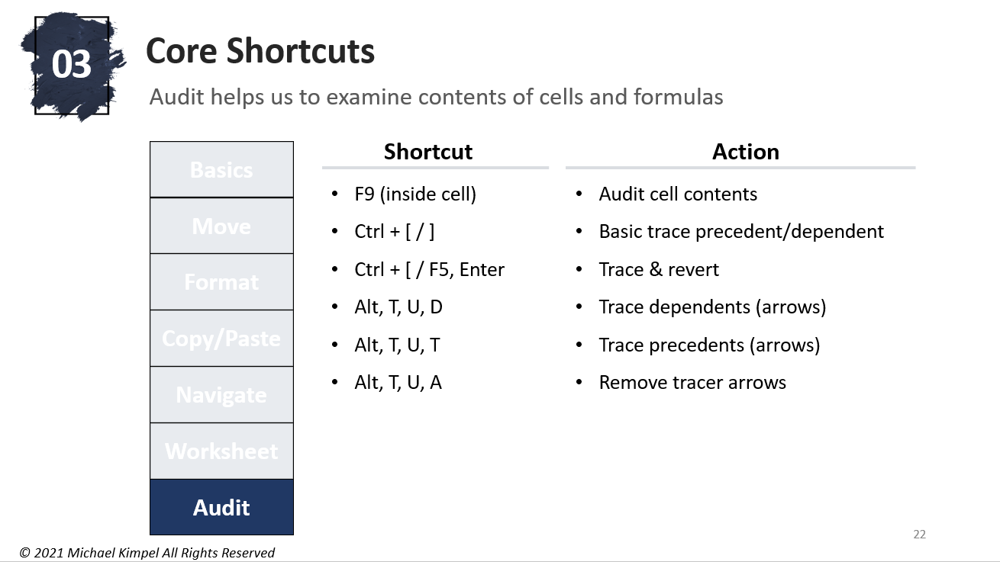 03
Core Shortcuts
Audit helps us to examine contents of cells and formulas
Basics
Move
Format
Copy/Paste
Navigate
Worksheet
Audit
Shortcut
• F9 (inside cell)
• Ctrl + [ / ]
• Ctrl + [ / F5, Enter
• Alt, T, U, D
• Alt, T, U, T
• Alt, T, U, A
Action
• Audit cell contents
• Basic trace precedent/dependent
• Trace & revert
• Trace dependents (arrows)
• Trace precedents (arrows)
• Remove tracer arrows
22
© 2021 Michael Kimpel All Rights Reserved